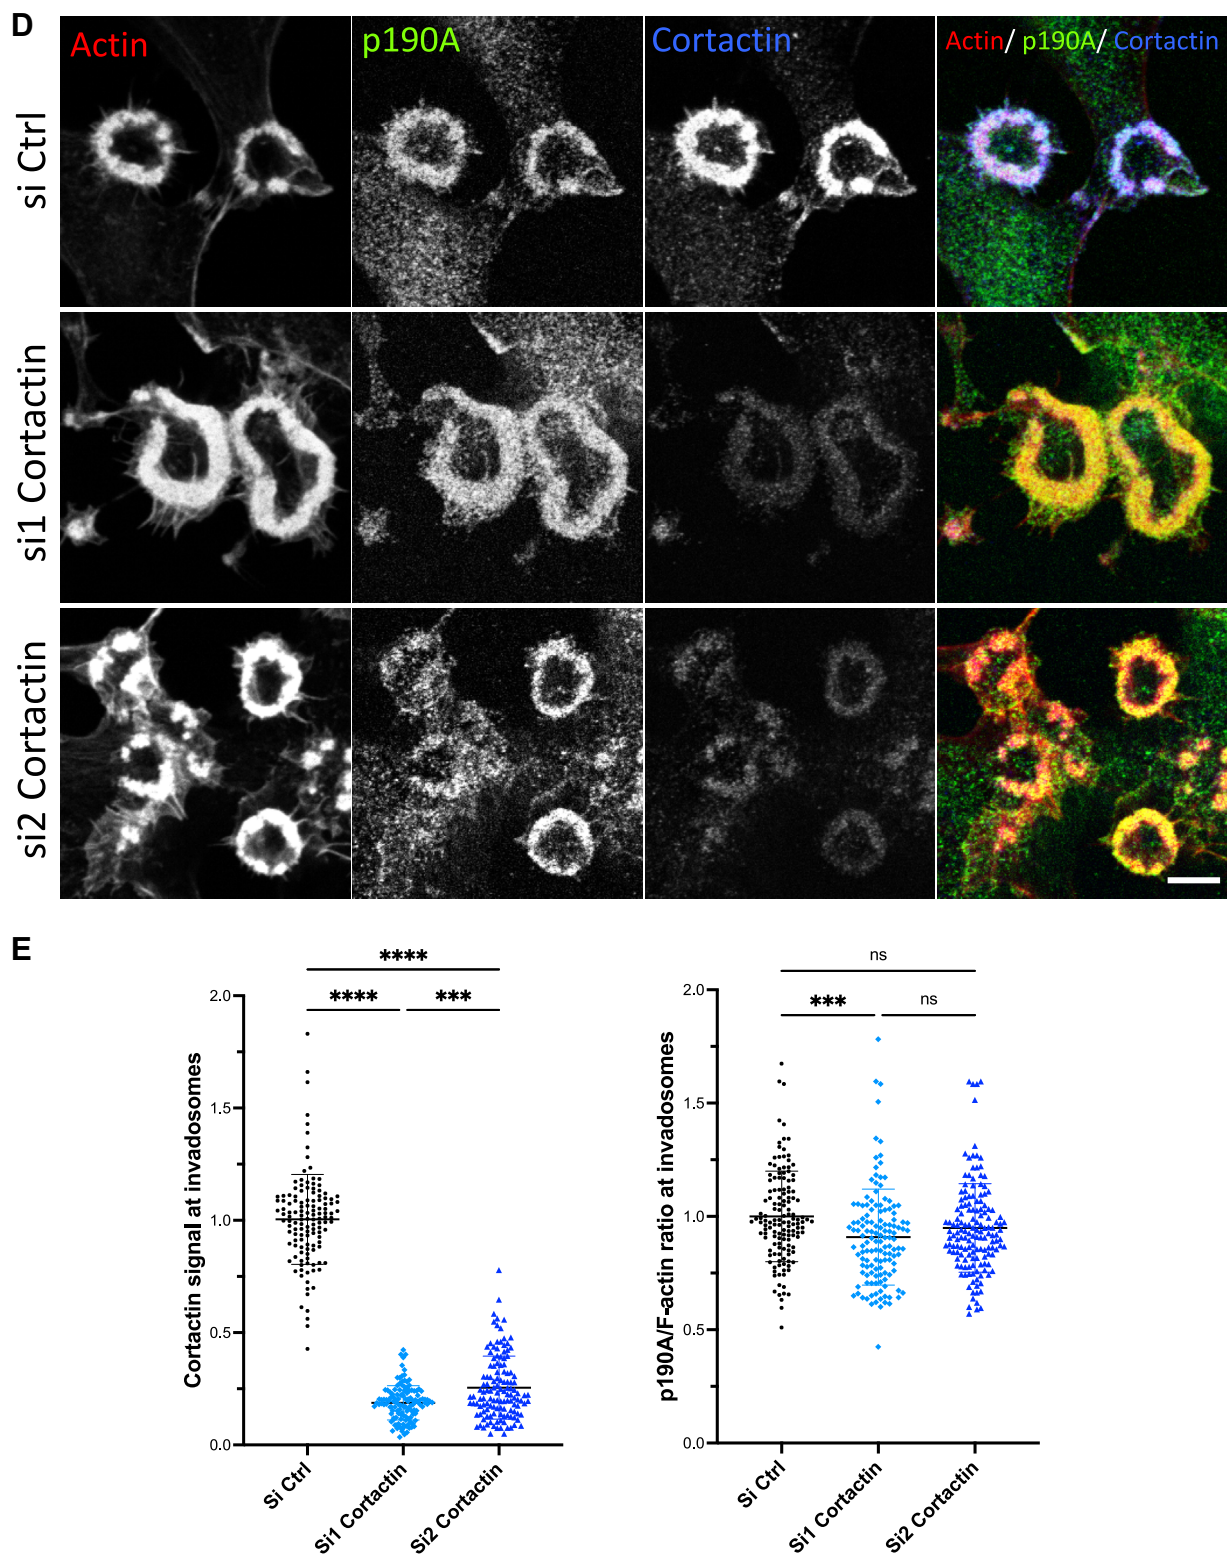 D
Actin
p190A
Cortactin
Actin/ p190A/ Cortactin
si Ctrl
si1 Cortactin
si2 Cortactin
E
****
****
***
2.0
1.5
1.0
0.5
0.0
Cortactin signal at invadosomes
Si Ctrl
Si1 Cortactin
Si2 Cortactin
ns
***
ns
2.0
1.5
1.0
0.5
0.0
p190A/F-actin ratio at invadosomes
Si Ctrl
Si1 Cortactin
Si2 Cortactin